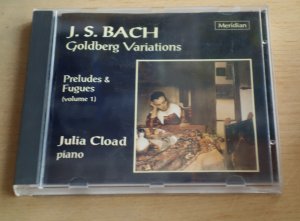 J. S. BACH
Goldberg Variations
Meridian
Preludes &
Fugues
(volume 1)
Julia Cload
piano